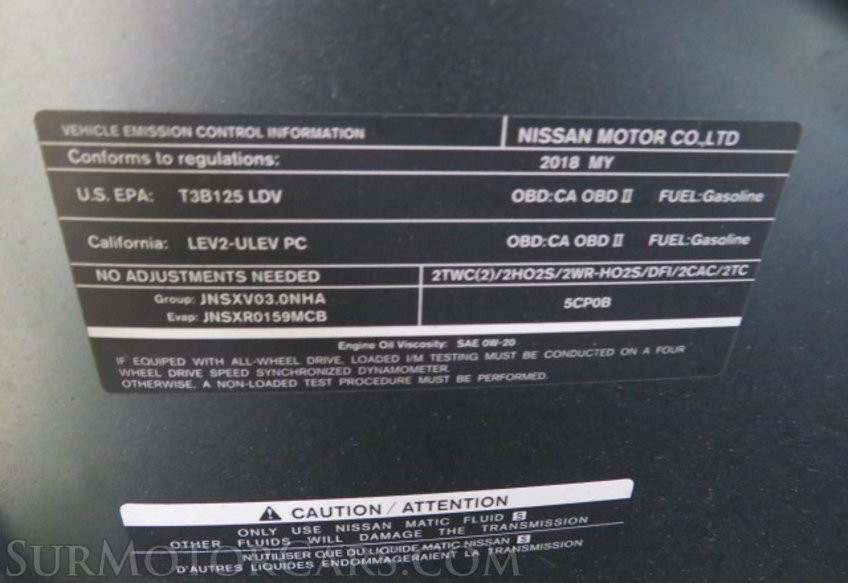 VEHICLE EMISSION CONTROL INFORMATION NISSAN MOTOR CO.,LTD
Conforms to regulations: 2018 MY
U.S. EPA: T3B125 LDV OBD:CA OBD II FUEL:Gasoline
California: LEV2-ULEV PC OBD:CA OBD II FUEL:Gasoline
NO ADJUSTMENTS NEEDED 2TWC(2)/2HO2S/2WR-HO2S/DFI/2CAC/2TC
Group: JNSXV03.0NHA 5CP0B
Evap: JNSXR0159MCB
Engine Oil Viscosity: SAE 0W-20
IF EQUIPED WITH ALL-WHEEL DRIVE, LOADED I/M TESTING MUST BE CONDUCTED ON A FOUR
WHEEL DRIVE SPEED SYNCHRONIZED DYNAMOMETER.
OTHERWISE, A NON-LOADED TEST PROCEDURE MUST BE PERFORMED.
⚠ CAUTION / ATTENTION
ONLY USE NISSAN MATIC FLUID S
OTHER FLUIDS WILL DAMAGE THE TRANSMISSION
N'UTILISER QUE DU LIQUIDE MATIC NISSAN S
D'AUTRES LIQUIDES ENDOMMAGERAIENT LA TRANSMISSION
SURMOTORCARS.COM